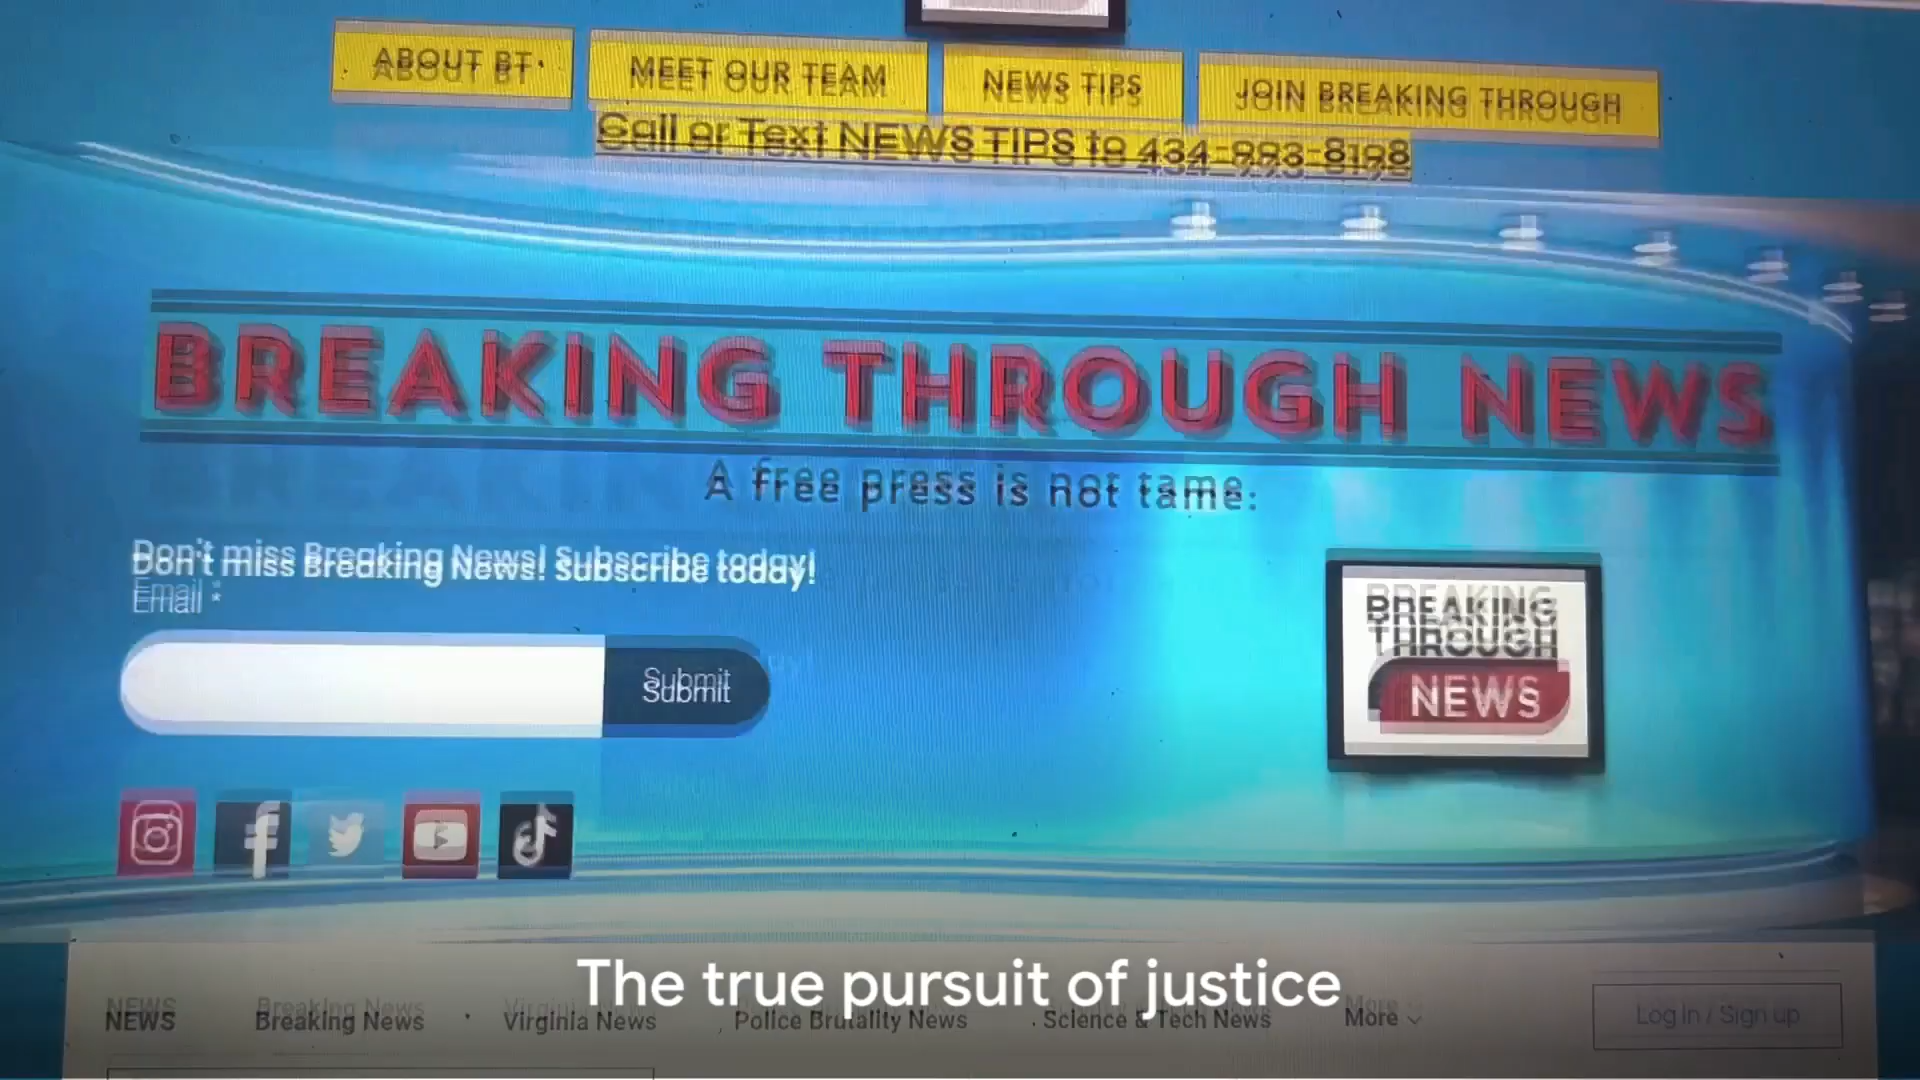 ABOUT BT
MEET OUR TEAM
NEWS TIPS
JOIN BREAKING THROUGH
Call or Text NEWS TIPS to 434-993-8198
BREAKING THROUGH NEWS
A free press is not tame:
Don't miss Breaking News! Subscribe today!
Email *
Submit
BREAKING
THROUGH
NEWS
The true pursuit of justice
NEWS
Breaking News
Virginia News
Police Brutality News
Science & Tech News
More
Log In / Sign up